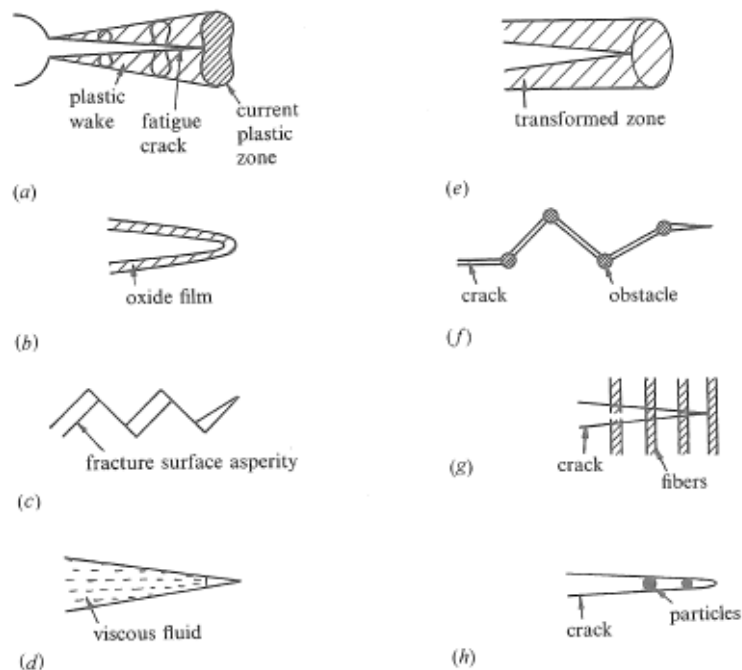 plastic
wake
fatigue
crack
current
plastic
zone
(a)
oxide film
(b)
fracture surface asperity
(c)
viscous fluid
(d)
transformed zone
(e)
crack
obstacle
(f)
crack
fibers
(g)
crack
particles
(h)